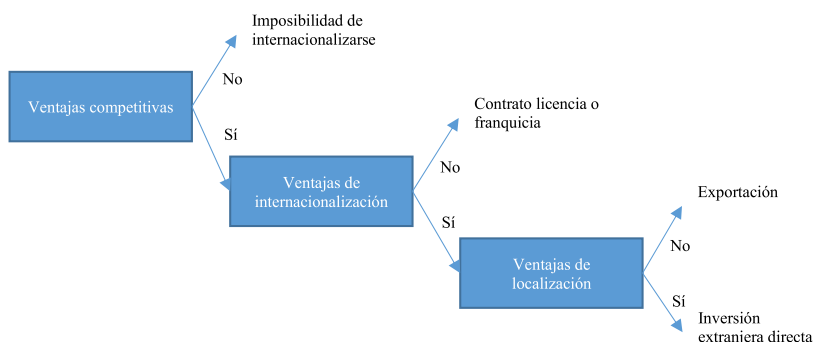 Imposibilidad de
internacionalizarse
No
Ventajas competitivas
Sí
Contrato licencia o
franquicia
No
Ventajas de
internacionalización
Sí
Exportación
No
Ventajas de
localización
Sí
Inversión
extranjera directa